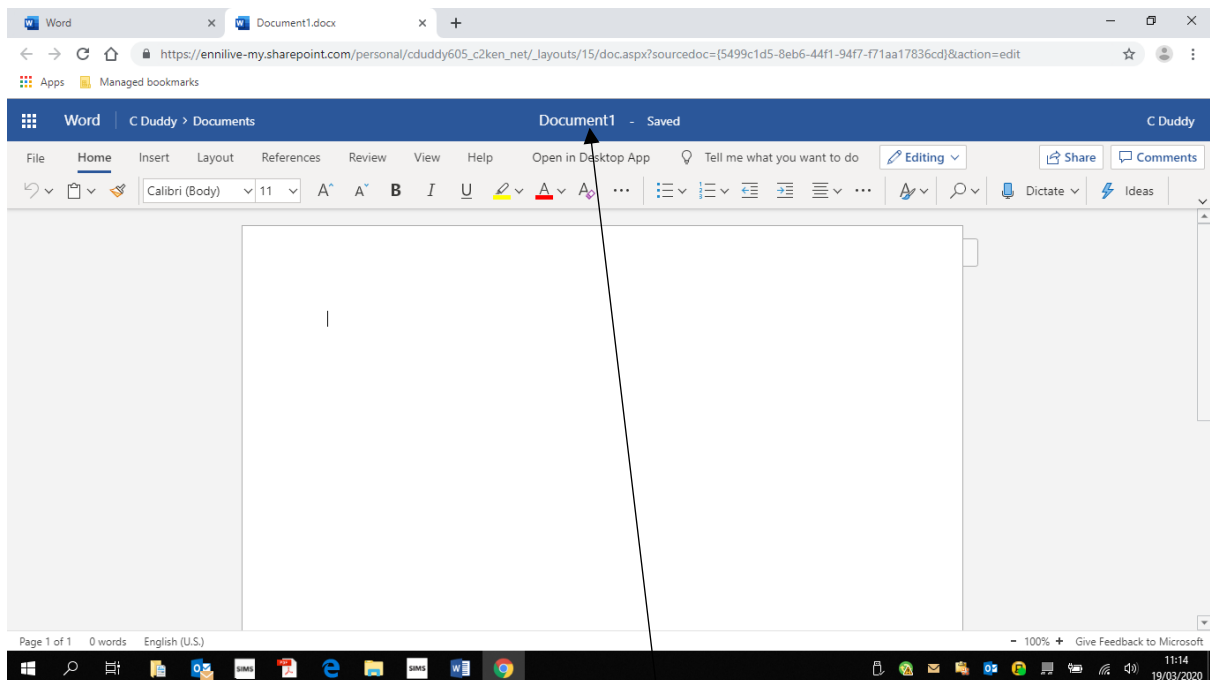 Word Document1.docx
https://ennilive-my.sharepoint.com/personal/cduddy605_c2ken_net/_layouts/15/doc.aspx?sourcedoc={5499c1d5-8eb6-44f1-94f7-f71aa17836cd}&action=edit
Apps Managed bookmarks
Word C Duddy > Documents Document1 - Saved C Duddy
File Home Insert Layout References Review View Help Open in Desktop App Tell me what you want to do Editing Share Comments
Calibri (Body) 11 A A B I U A A Dictate Ideas
Page 1 of 1 0 words English (U.S.) - 100% + Give Feedback to Microsoft
SIMS SIMS 11:14
19/03/2020